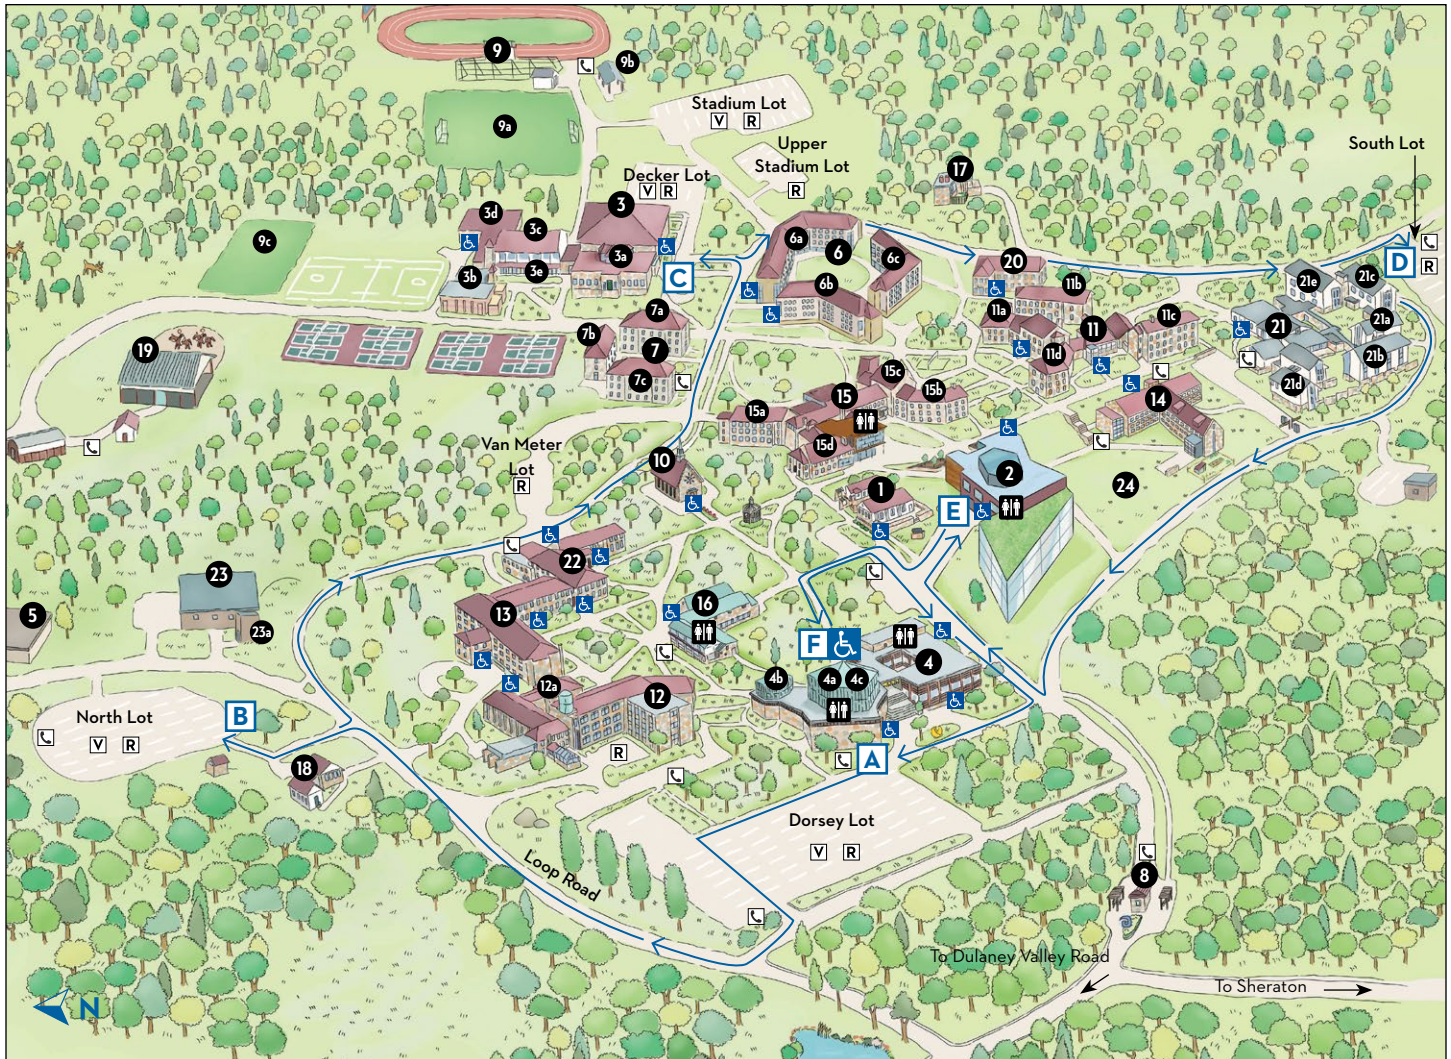 9
9b
Stadium Lot
V R
9a
Upper
Stadium Lot
R
South Lot
17
Decker Lot
V R
3d
3c
3
9c
3a
6a
6
6c
3b
3e
C
20
D
R
6b
21e
21c
11b
11a
11
11c
21
21a
7a
7b
7
7c
11d
21b
21d
19
15c
15
15b
15a
14
15d
Van Meter
Lot
R
10
2
1
24
E
22
23
5
13
16
23a
F
4
4b
4a
4c
12a
12
North Lot
V R
B
R
A
18
Dorsey Lot
V R
Loop Road
8
To Dulaney Valley Road
To Sheraton
N